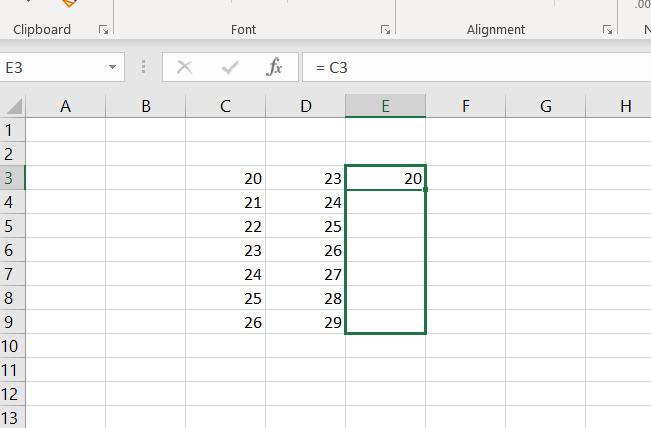 .00
Clipboard Font Alignment N
E3 fx = C3
A B C D E F G H
1
2
3 20 23 20
4 21 24
5 22 25
6 23 26
7 24 27
8 25 28
9 26 29
10
11
12
13